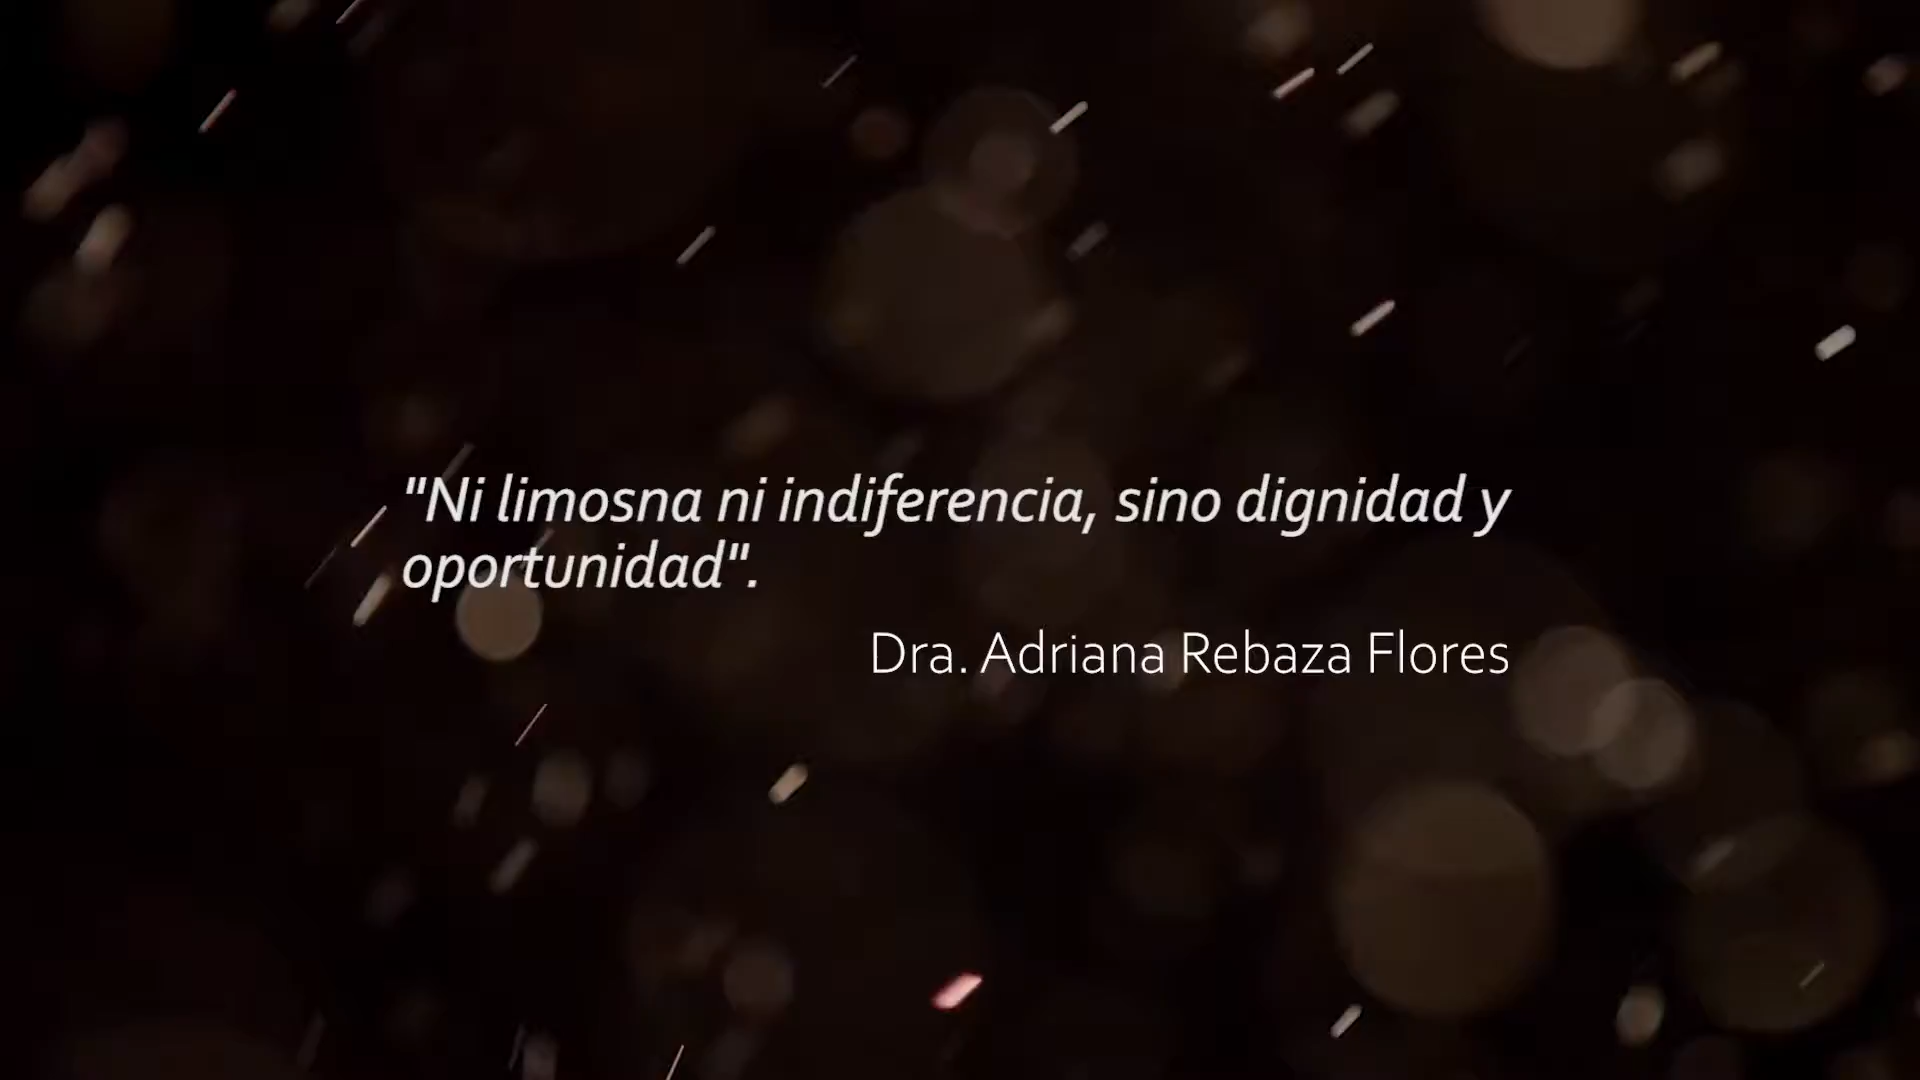 "Ni limosna ni indiferencia, sino dignidad y
oportunidad".
Dra. Adriana Rebaza Flores